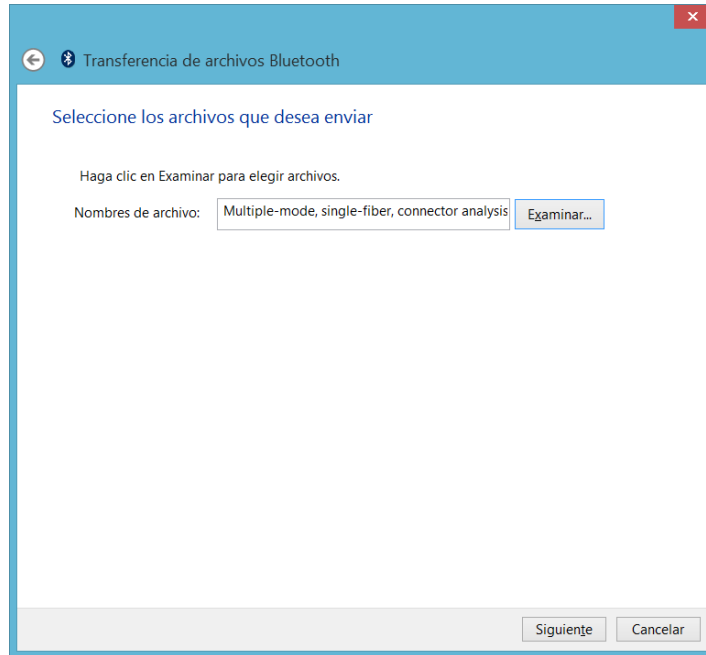 Transferencia de archivos Bluetooth
Seleccione los archivos que desea enviar
Haga clic en Examinar para elegir archivos.
Nombres de archivo: Multiple-mode, single-fiber, connector analysis Examinar...
Siguiente Cancelar